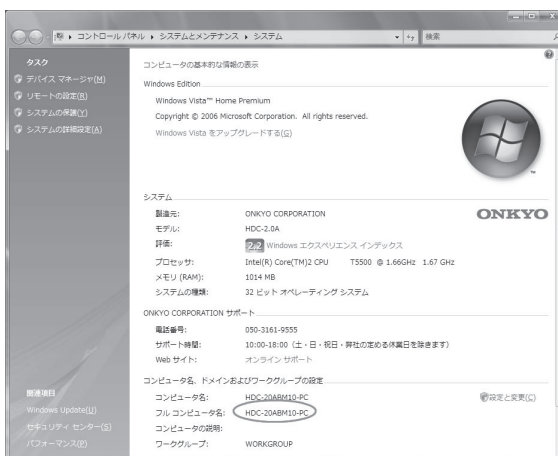 コントロール パネル ▸ システムとメンテナンス ▸ システム
検索
タスク
デバイス マネージャ(M)
リモートの設定(R)
システムの保護(Y)
システムの詳細設定(A)
コンピュータの基本的な情報の表示
Windows Edition
Windows Vista™ Home Premium
Copyright © 2006 Microsoft Corporation. All rights reserved.
Windows Vista をアップグレードする(G)
システム
製造元: ONKYO CORPORATION
ONKYO
モデル: HDC-2.0A
評価: 2.2 Windows エクスペリエンス インデックス
プロセッサ: Intel(R) Core(TM)2 CPU T5500 @ 1.66GHz 1.67 GHz
メモリ (RAM): 1014 MB
システムの種類: 32 ビット オペレーティング システム
ONKYO CORPORATION サポート
電話番号: 050-3161-9555
サポート時間: 10:00-18:00（土・日・祝日・弊社の定める休業日を除きます）
Web サイト: オンライン サポート
コンピュータ名、ドメインおよびワークグループの設定
コンピュータ名: HDC-20ABM10-PC
設定と変更(C)
フル コンピュータ名: HDC-20ABM10-PC
コンピュータの説明:
ワークグループ: WORKGROUP
関連項目
Windows Update(U)
セキュリティ センター(S)
パフォーマンス(P)